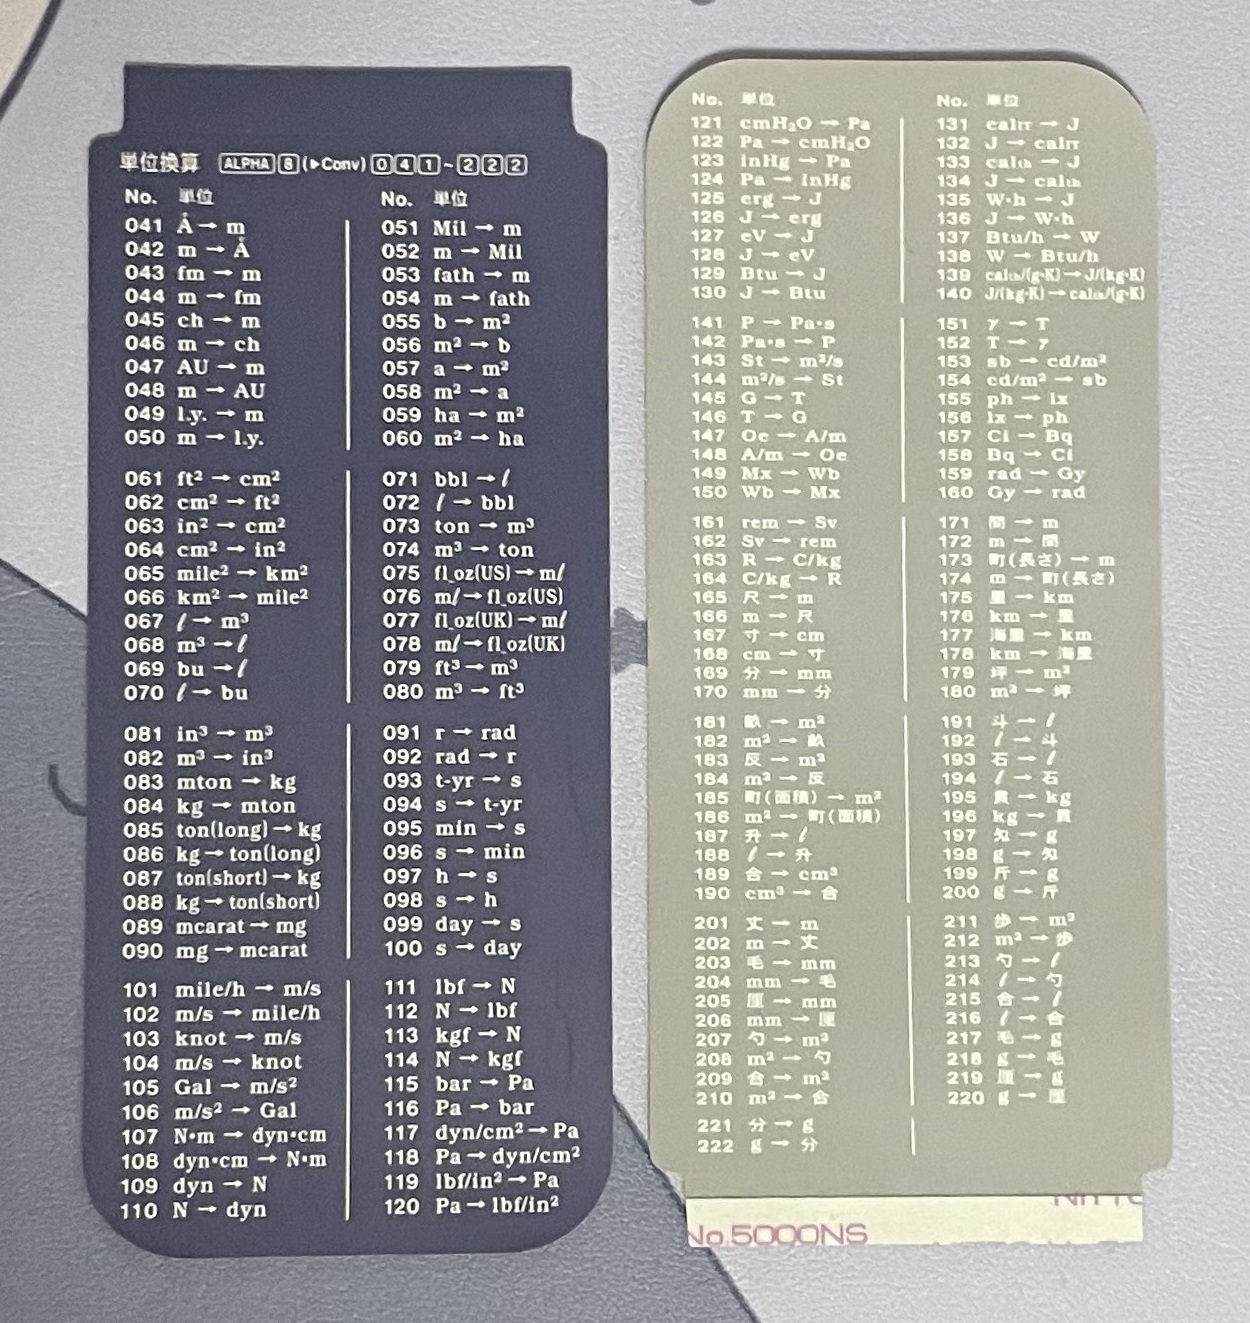 単位換算 ALPHA 8 (▶Conv) 0 4 1 ~ 2 2 2
No. 単位
041 Å → m
042 m → Å
043 fm → m
044 m → fm
045 ch → m
046 m → ch
047 AU → m
048 m → AU
049 l.y. → m
050 m → l.y.
No. 単位
051 Mil → m
052 m → Mil
053 fath → m
054 m → fath
055 b → m²
056 m² → b
057 a → m²
058 m² → a
059 ha → m²
060 m² → ha
061 ft² → cm²
062 cm² → ft²
063 in² → cm²
064 cm² → in²
065 mile² → km²
066 km² → mile²
067 ℓ → m³
068 m³ → ℓ
069 bu → ℓ
070 ℓ → bu
071 bbl → ℓ
072 ℓ → bbl
073 ton → m³
074 m³ → ton
075 fl_oz(US) → mℓ
076 mℓ → fl_oz(US)
077 fl_oz(UK) → mℓ
078 mℓ → fl_oz(UK)
079 ft³ → m³
080 m³ → ft³
081 in³ → m³
082 m³ → in³
083 mton → kg
084 kg → mton
085 ton(long) → kg
086 kg → ton(long)
087 ton(short) → kg
088 kg → ton(short)
089 mcarat → mg
090 mg → mcarat
091 r → rad
092 rad → r
093 t-yr → s
094 s → t-yr
095 min → s
096 s → min
097 h → s
098 s → h
099 day → s
100 s → day
101 mile/h → m/s
102 m/s → mile/h
103 knot → m/s
104 m/s → knot
105 Gal → m/s²
106 m/s² → Gal
107 N·m → dyn·cm
108 dyn·cm → N·m
109 dyn → N
110 N → dyn
111 lbf → N
112 N → lbf
113 kgf → N
114 N → kgf
115 bar → Pa
116 Pa → bar
117 dyn/cm² → Pa
118 Pa → dyn/cm²
119 lbf/in² → Pa
120 Pa → lbf/in²
No. 単位
121 cmH₂O → Pa
122 Pa → cmH₂O
123 inHg → Pa
124 Pa → inHg
125 erg → J
126 J → erg
127 eV → J
128 J → eV
129 Btu → J
130 J → Btu
No. 単位
131 calIT → J
132 J → calIT
133 calth → J
134 J → calth
135 W·h → J
136 J → W·h
137 Btu/h → W
138 W → Btu/h
139 calth/(g·K) → J/(kg·K)
140 J/(kg·K) → calth/(g·K)
141 P → Pa·s
142 Pa·s → P
143 St → m²/s
144 m²/s → St
145 G → T
146 T → G
147 Oe → A/m
148 A/m → Oe
149 Mx → Wb
150 Wb → Mx
151 γ → T
152 T → γ
153 sb → cd/m²
154 cd/m² → sb
155 ph → lx
156 lx → ph
157 Ci → Bq
158 Bq → Ci
159 rad → Gy
160 Gy → rad
161 rem → Sv
162 Sv → rem
163 R → C/kg
164 C/kg → R
165 尺 → m
166 m → 尺
167 寸 → cm
168 cm → 寸
169 分 → mm
170 mm → 分
171 間 → m
172 m → 間
173 町(長さ) → m
174 m → 町(長さ)
175 里 → km
176 km → 里
177 海里 → km
178 km → 海里
179 坪 → m²
180 m² → 坪
181 畝 → m²
182 m² → 畝
183 反 → m²
184 m² → 反
185 町(面積) → m²
186 m² → 町(面積)
187 升 → ℓ
188 ℓ → 升
189 合 → cm³
190 cm³ → 合
191 斗 → ℓ
192 ℓ → 斗
193 石 → ℓ
194 ℓ → 石
195 貫 → kg
196 kg → 貫
197 匁 → g
198 g → 匁
199 斤 → g
200 g → 斤
201 丈 → m
202 m → 丈
203 毛 → mm
204 mm → 毛
205 厘 → mm
206 mm → 厘
207 勺 → m²
208 m² → 勺
209 合 → m²
210 m² → 合
211 歩 → m²
212 m² → 歩
213 勺 → ℓ
214 ℓ → 勺
215 合 → ℓ
216 ℓ → 合
217 毛 → g
218 g → 毛
219 厘 → g
220 g → 厘
221 分 → g
222 g → 分
No.5000NS